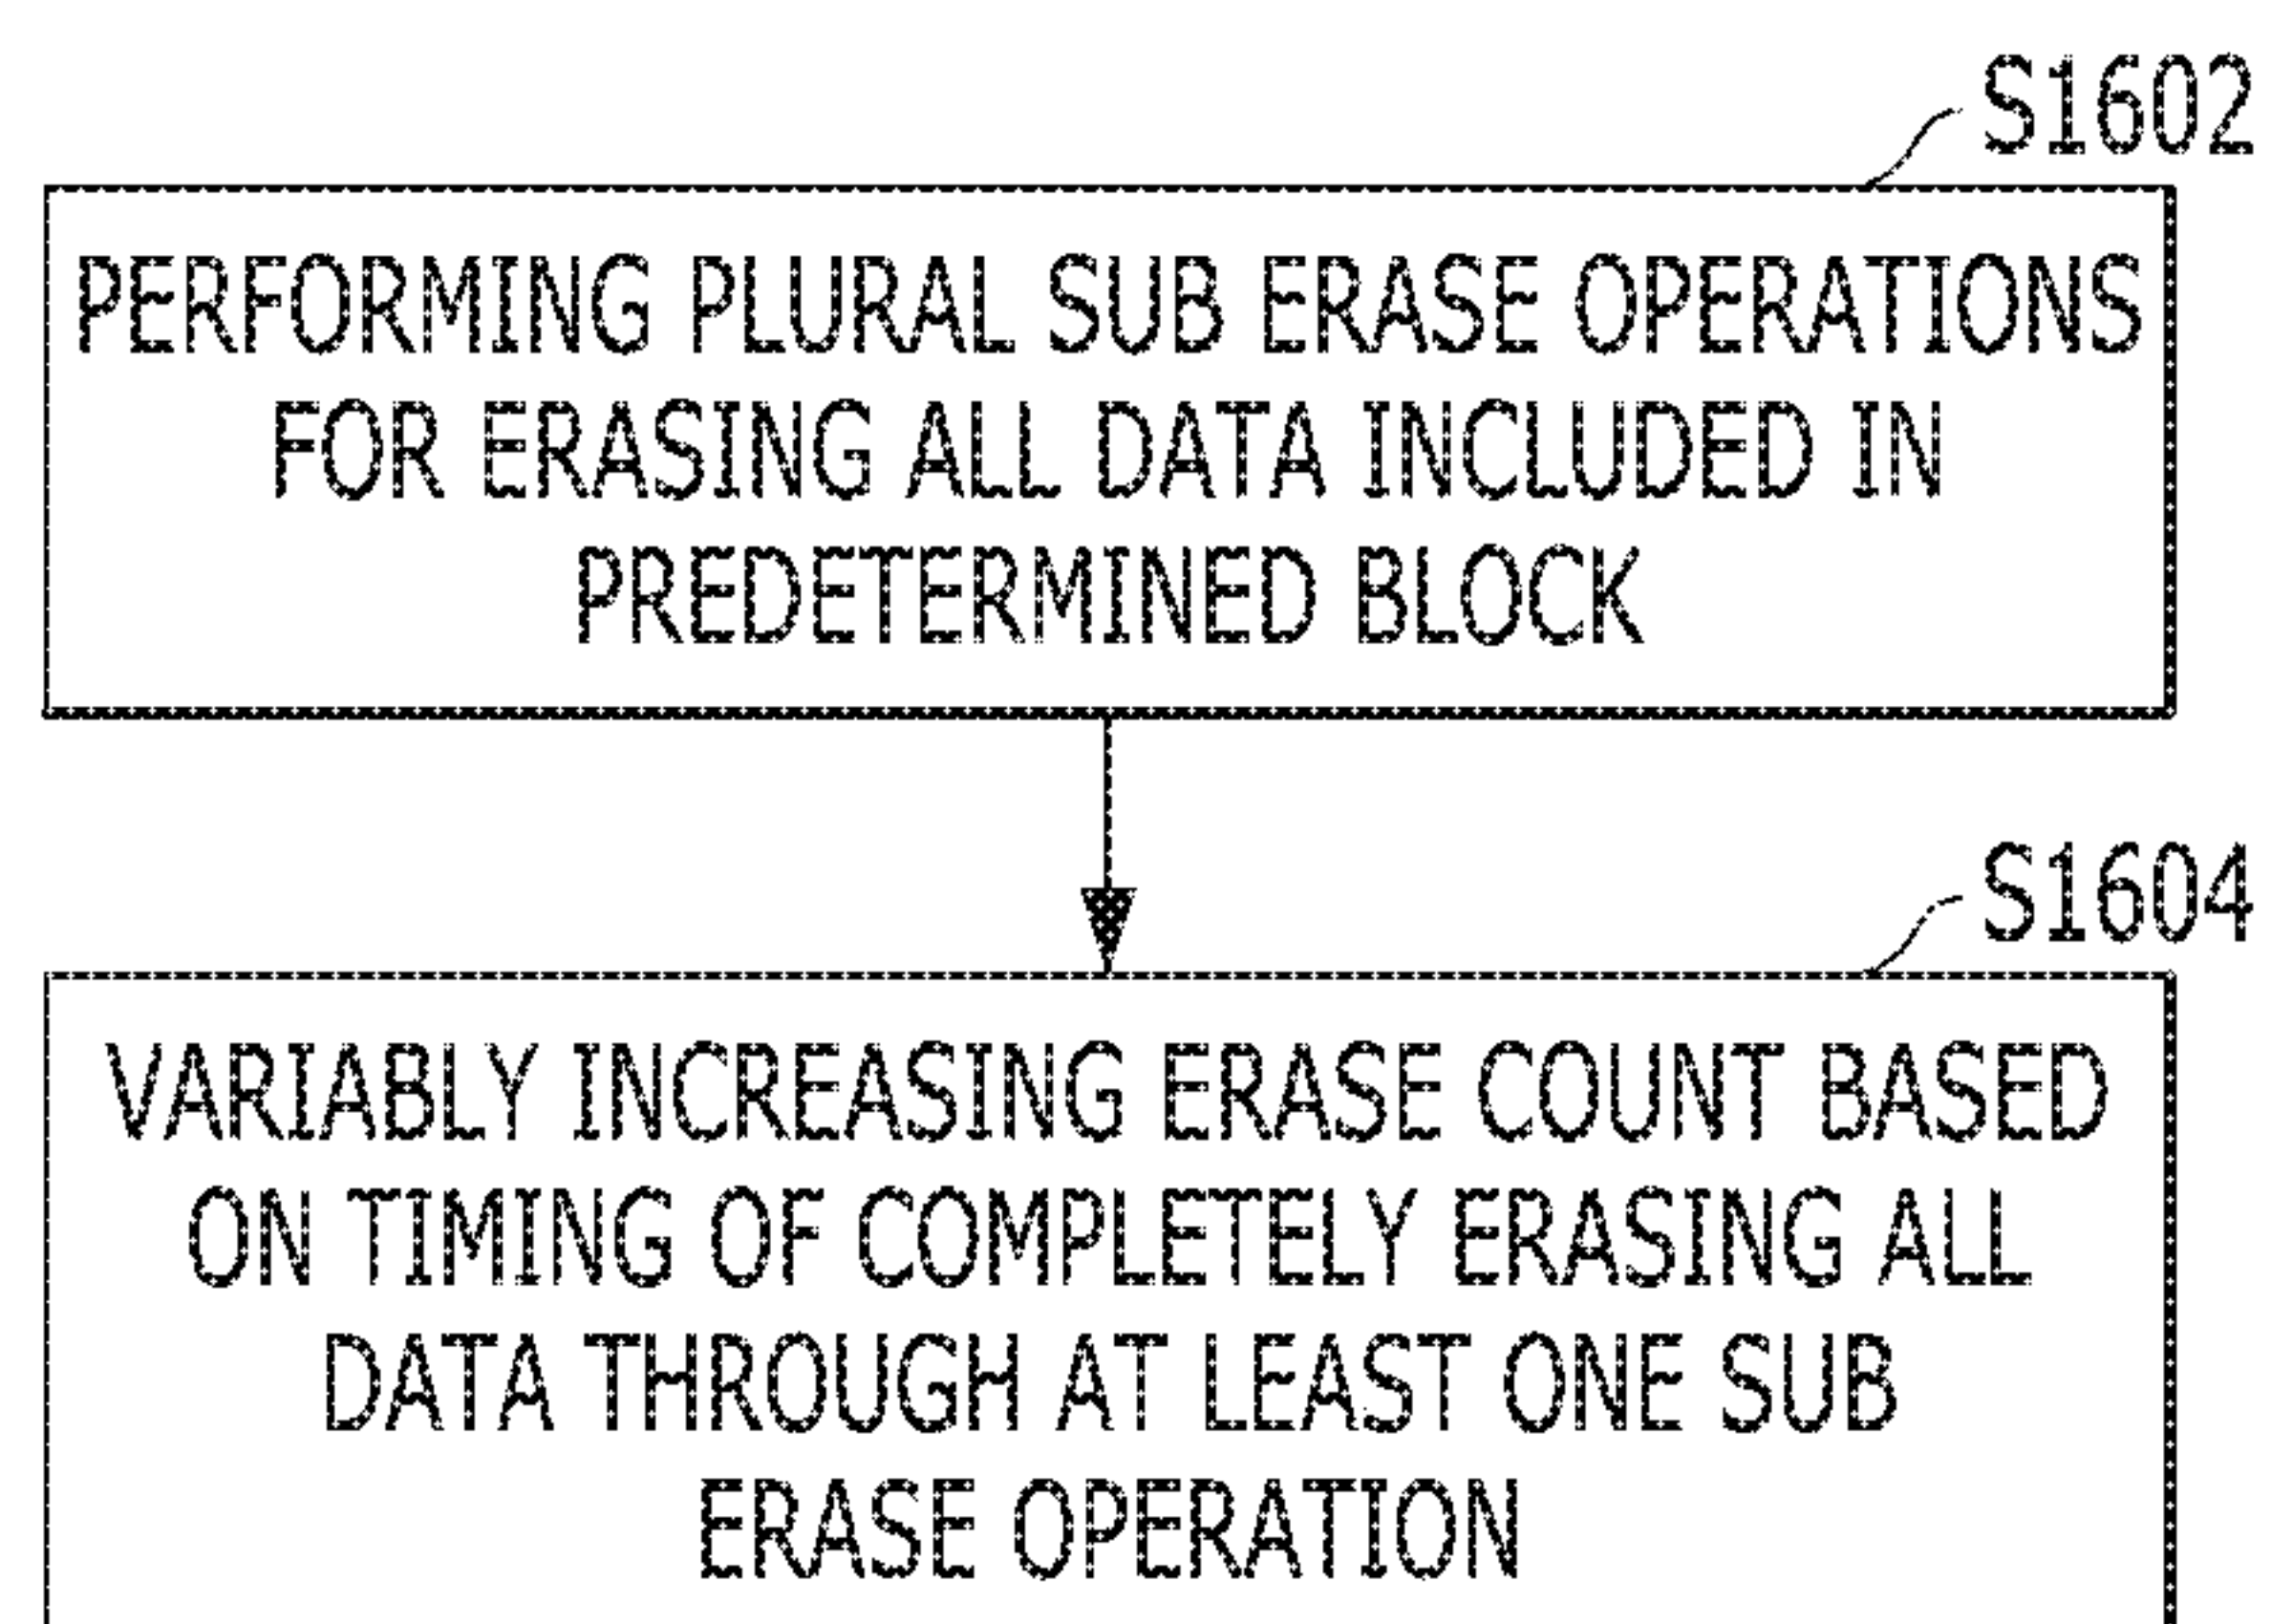 S1602
PERFORMING PLURAL SUB ERASE OPERATIONS
FOR ERASING ALL DATA INCLUDED IN
PREDETERMINED BLOCK
S1604
VARIABLY INCREASING ERASE COUNT BASED
ON TIMING OF COMPLETELY ERASING ALL
DATA THROUGH AT LEAST ONE SUB
ERASE OPERATION